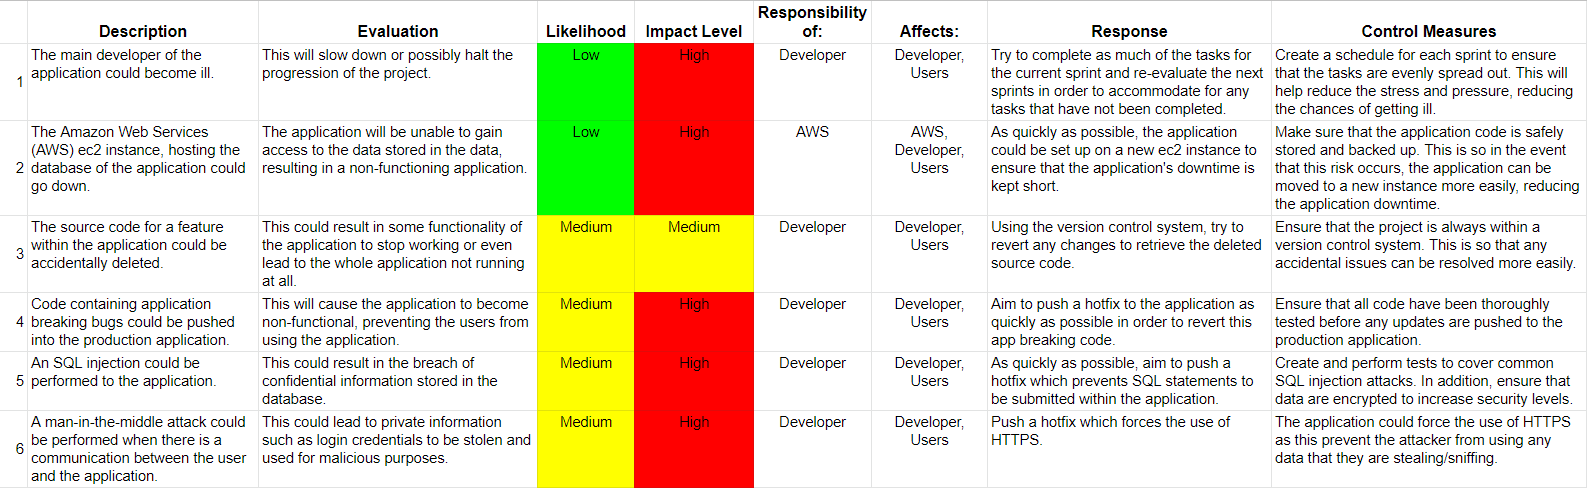 Description Evaluation Likelihood Impact Level Responsibility of: Affects: Response Control Measures
1
The main developer of the
application could become ill.
This will slow down or possibly halt the
progression of the project.
Low
High
Developer
Developer,
Users
Try to complete as much of the tasks for
the current sprint and re-evaluate the next
sprints in order to accommodate for any
tasks that have not been completed.
Create a schedule for each sprint to ensure
that the tasks are evenly spread out. This will
help reduce the stress and pressure, reducing
the chances of getting ill.
2
The Amazon Web Services
(AWS) ec2 instance, hosting the
database of the application could
go down.
The application will be unable to gain
access to the data stored in the data,
resulting in a non-functioning application.
Low
High
AWS
AWS,
Developer,
Users
As quickly as possible, the application
could be set up on a new ec2 instance to
ensure that the application's downtime is
kept short.
Make sure that the application code is safely
stored and backed up. This is so in the event
that this risk occurs, the application can be
moved to a new instance more easily, reducing
the application downtime.
3
The source code for a feature
within the application could be
accidentally deleted.
This could result in some functionality of
the application to stop working or even
lead to the whole application not running
at all.
Medium
Medium
Developer
Developer,
Users
Using the version control system, try to
revert any changes to retrieve the deleted
source code.
Ensure that the project is always within a
version control system. This is so that any
accidental issues can be resolved more easily.
4
Code containing application
breaking bugs could be pushed
into the production application.
This will cause the application to become
non-functional, preventing the users from
using the application.
Medium
High
Developer
Developer,
Users
Aim to push a hotfix to the application as
quickly as possible in order to revert this
app breaking code.
Ensure that all code have been thoroughly
tested before any updates are pushed to the
production application.
5
An SQL injection could be
performed to the application.
This could result in the breach of
confidential information stored in the
database.
Medium
High
Developer
Developer,
Users
As quickly as possible, aim to push a
hotfix which prevents SQL statements to
be submitted within the application.
Create and perform tests to cover common
SQL injection attacks. In addition, ensure that
data are encrypted to increase security levels.
6
A man-in-the-middle attack could
be performed when there is a
communication between the user
and the application.
This could lead to private information
such as login credentials to be stolen and
used for malicious purposes.
Medium
High
Developer
Developer,
Users
Push a hotfix which forces the use of
HTTPS.
The application could force the use of HTTPS
as this prevent the attacker from using any
data that they are stealing/sniffing.